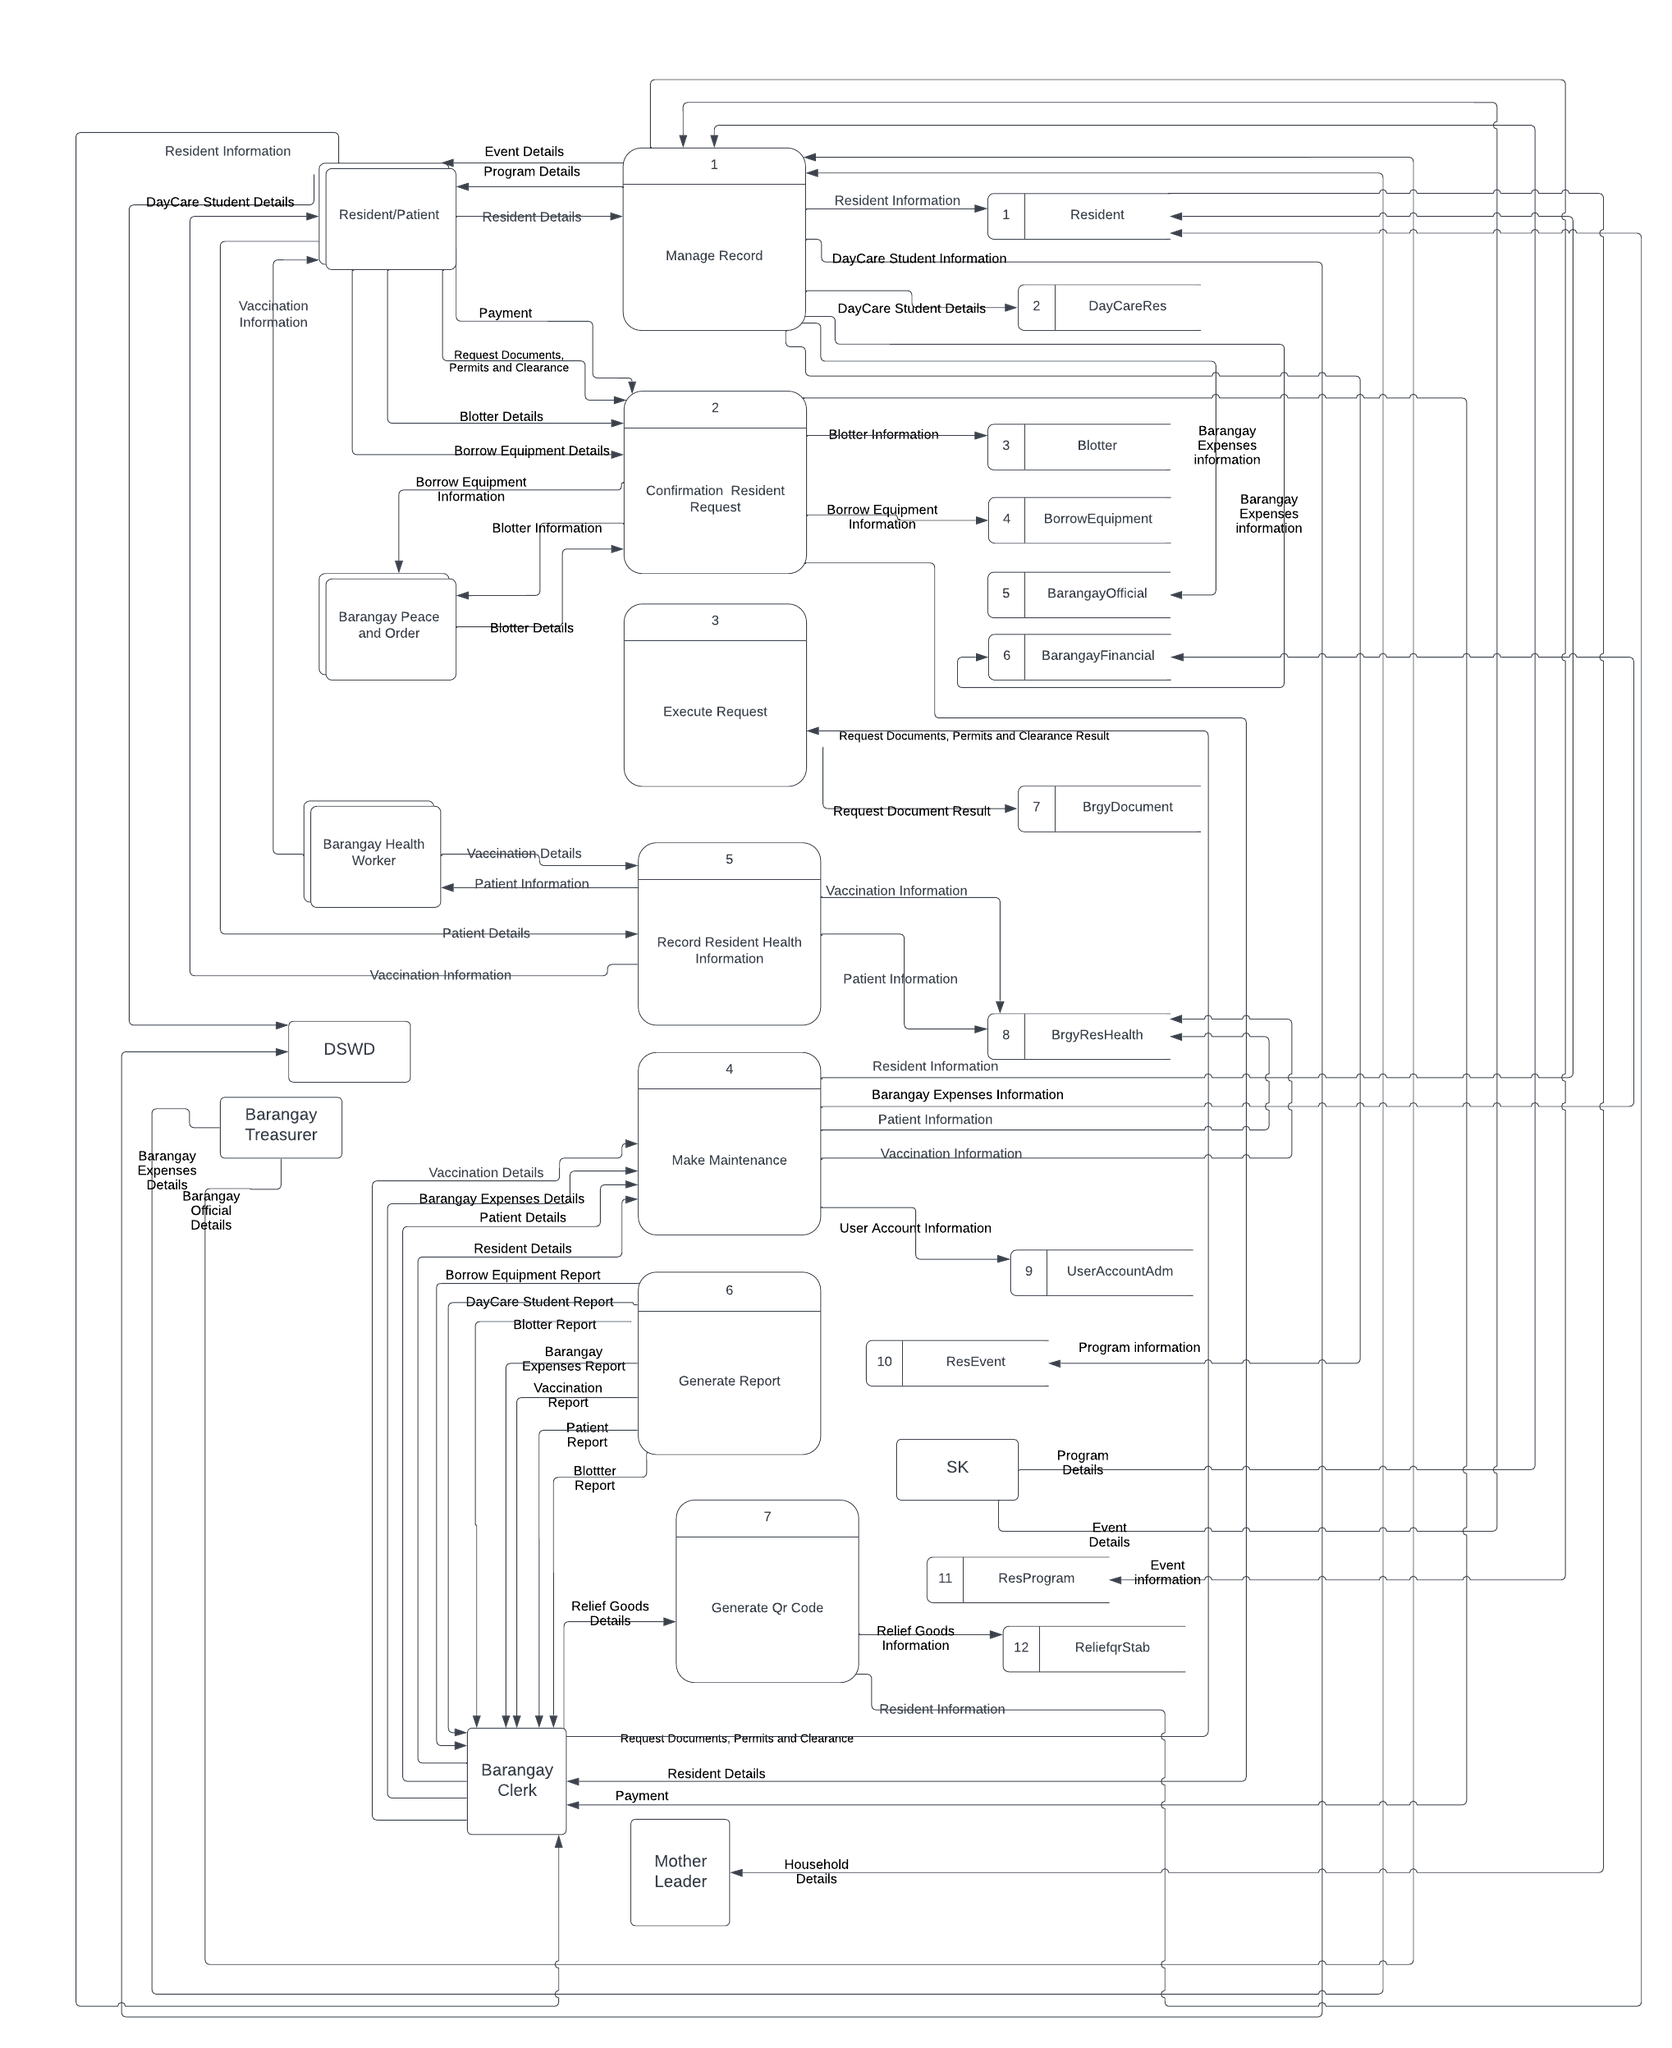 Resident Information
Event Details
Program Details
1
DayCare Student Details
Resident/Patient
Resident Details
Manage Record
Resident Information
1
Resident
DayCare Student Information
Vaccination
Information
Payment
DayCare Student Details
2
DayCareRes
Request Documents,
Permits and Clearance
Blotter Details
2
Borrow Equipment Details
Blotter Information
3
Blotter
Barangay
Expenses
information
Borrow Equipment
Information
Confirmation  Resident
Request
Borrow Equipment
Information
4
BorrowEquipment
Barangay
Expenses
information
Blotter Information
5
BarangayOfficial
Barangay Peace
and Order
Blotter Details
3
6
BarangayFinancial
Execute Request
Request Documents, Permits and Clearance Result
Request Document Result
7
BrgyDocument
Barangay Health
Worker
Vaccination Details
5
Patient Information
Vaccination Information
Patient Details
Record Resident Health
Information
Vaccination Information
Patient Information
DSWD
8
BrgyResHealth
4
Resident Information
Barangay Expenses Information
Barangay
Treasurer
Patient Information
Barangay
Expenses
Details
Vaccination Details
Make Maintenance
Vaccination Information
Barangay
Official
Details
Barangay Expenses Details
Patient Details
User Account Information
Resident Details
9
UserAccountAdm
Borrow Equipment Report
6
DayCare Student Report
Blotter Report
Barangay
Expenses Report
Generate Report
10
ResEvent
Program information
Vaccination
Report
Patient
Report
Blottter
Report
SK
Program
Details
7
Event
Details
Relief Goods
Details
Generate Qr Code
11
ResProgram
Event
information
Relief Goods
Information
12
ReliefqrStab
Resident Information
Request Documents, Permits and Clearance
Barangay
Clerk
Resident Details
Payment
Mother
Leader
Household
Details